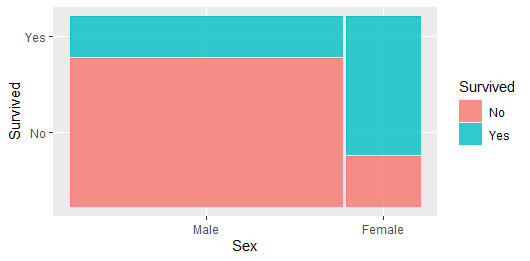 Yes
No
Survived
Male
Female
Sex
Survived
No
Yes